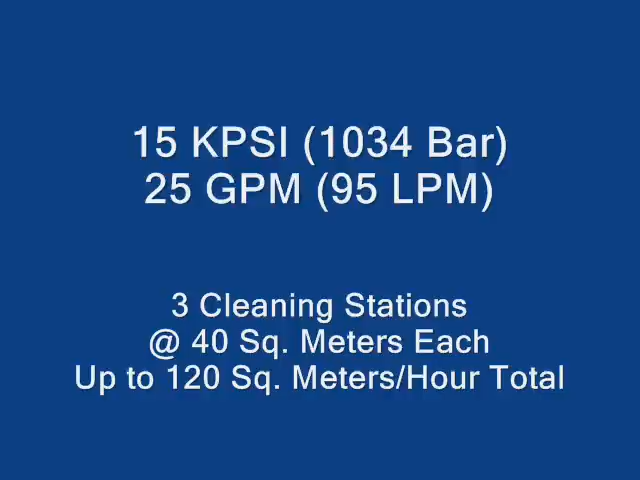 15 KPSI (1034 Bar)
25 GPM (95 LPM)
3 Cleaning Stations
@ 40 Sq. Meters Each
Up to 120 Sq. Meters/Hour Total